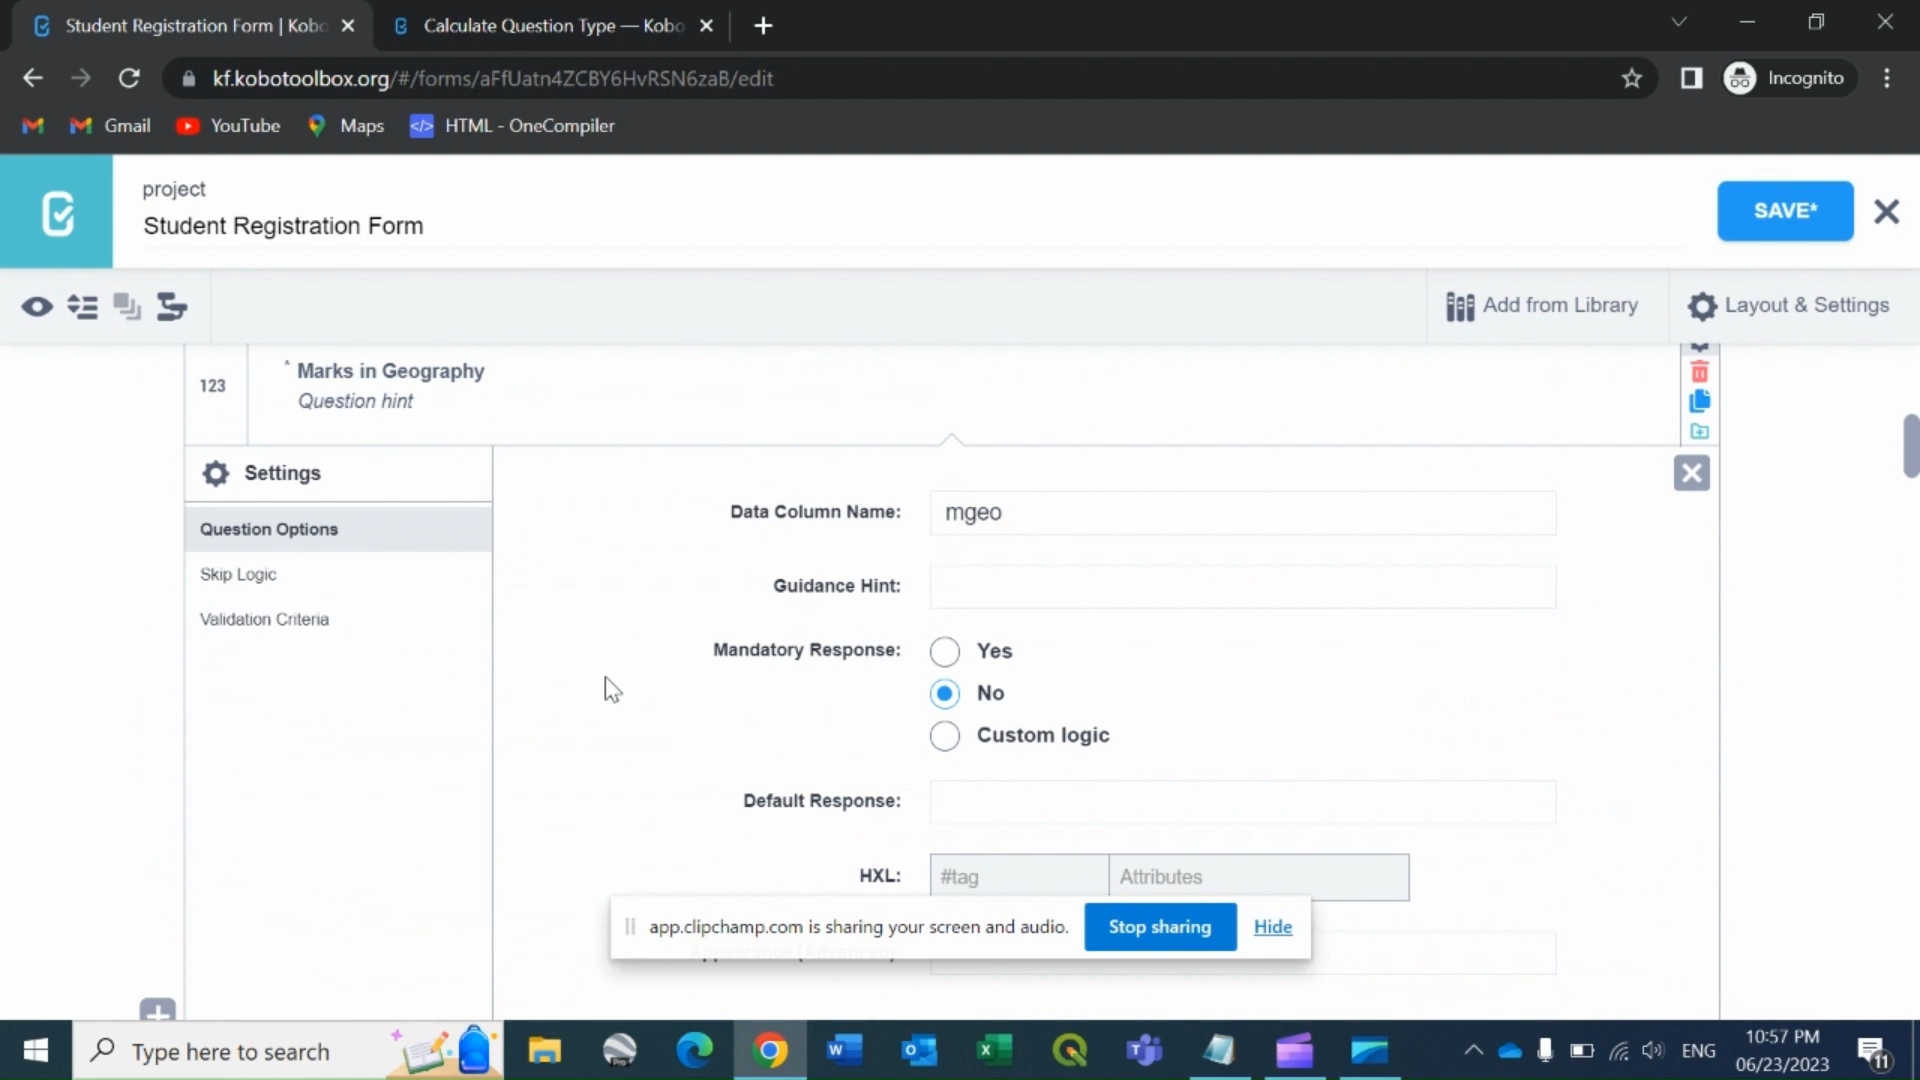 Student Registration Form | Kobo
Calculate Question Type — Kobo
kf.kobotoolbox.org/#/forms/aFfUatn4ZCBY6HvRSN6zaB/edit
Incognito
Gmail
YouTube
Maps
HTML - OneCompiler
project
Student Registration Form
SAVE*
Add from Library
Layout & Settings
123
* Marks in Geography
Question hint
Settings
Question Options
Skip Logic
Validation Criteria
Data Column Name: mgeo
Guidance Hint:
Mandatory Response: Yes
No
Custom logic
Default Response:
HXL: #tag Attributes
app.clipchamp.com is sharing your screen and audio. Stop sharing Hide
Appearance (Advanced)
Type here to search
ENG
10:57 PM
06/23/2023
11